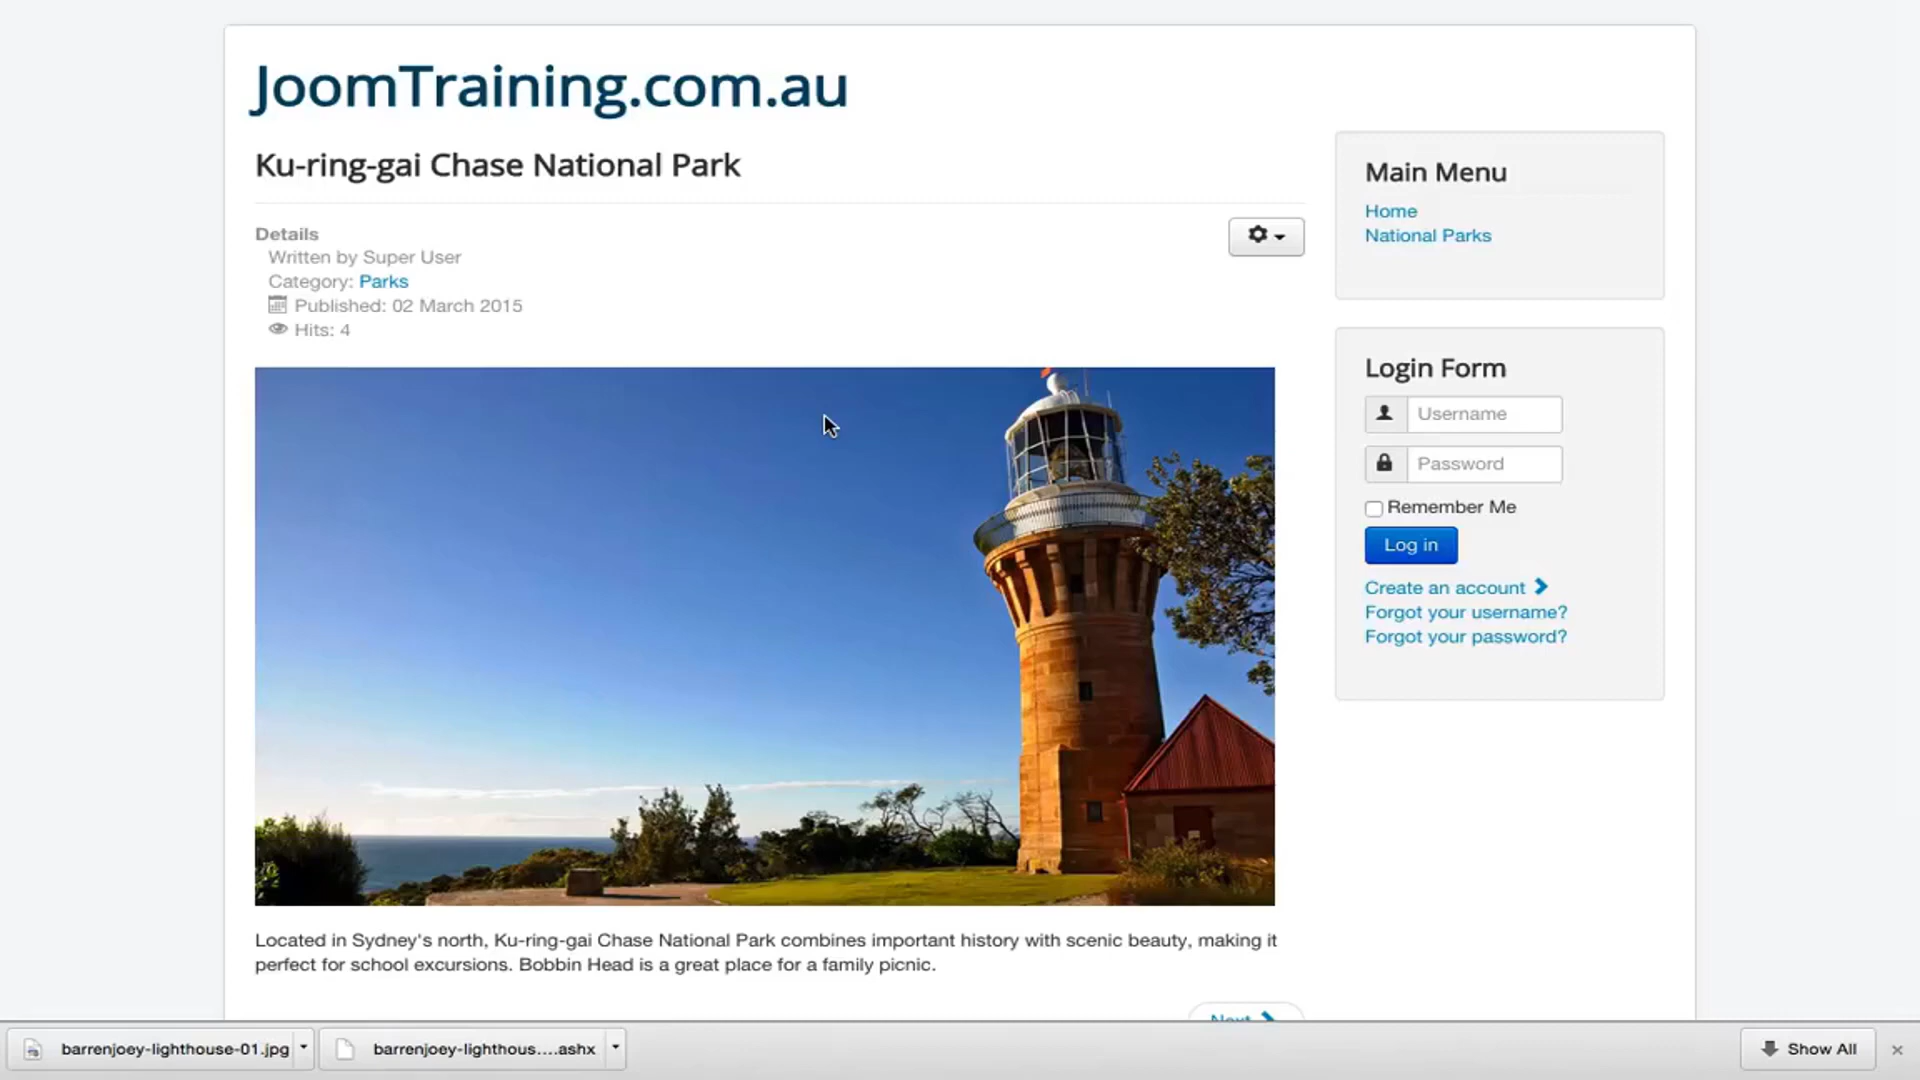 JoomTraining.com.au
Ku-ring-gai Chase National Park
Details
Written by Super User
Category: Parks
Published: 02 March 2015
Hits: 4
Located in Sydney's north, Ku-ring-gai Chase National Park combines important history with scenic beauty, making it
perfect for school excursions. Bobbin Head is a great place for a family picnic.
Next
Main Menu
Home
National Parks
Login Form
Username
Password
Remember Me
Log in
Create an account
Forgot your username?
Forgot your password?
barrenjoey-lighthouse-01.jpg
barrenjoey-lighthous....ashx
Show All